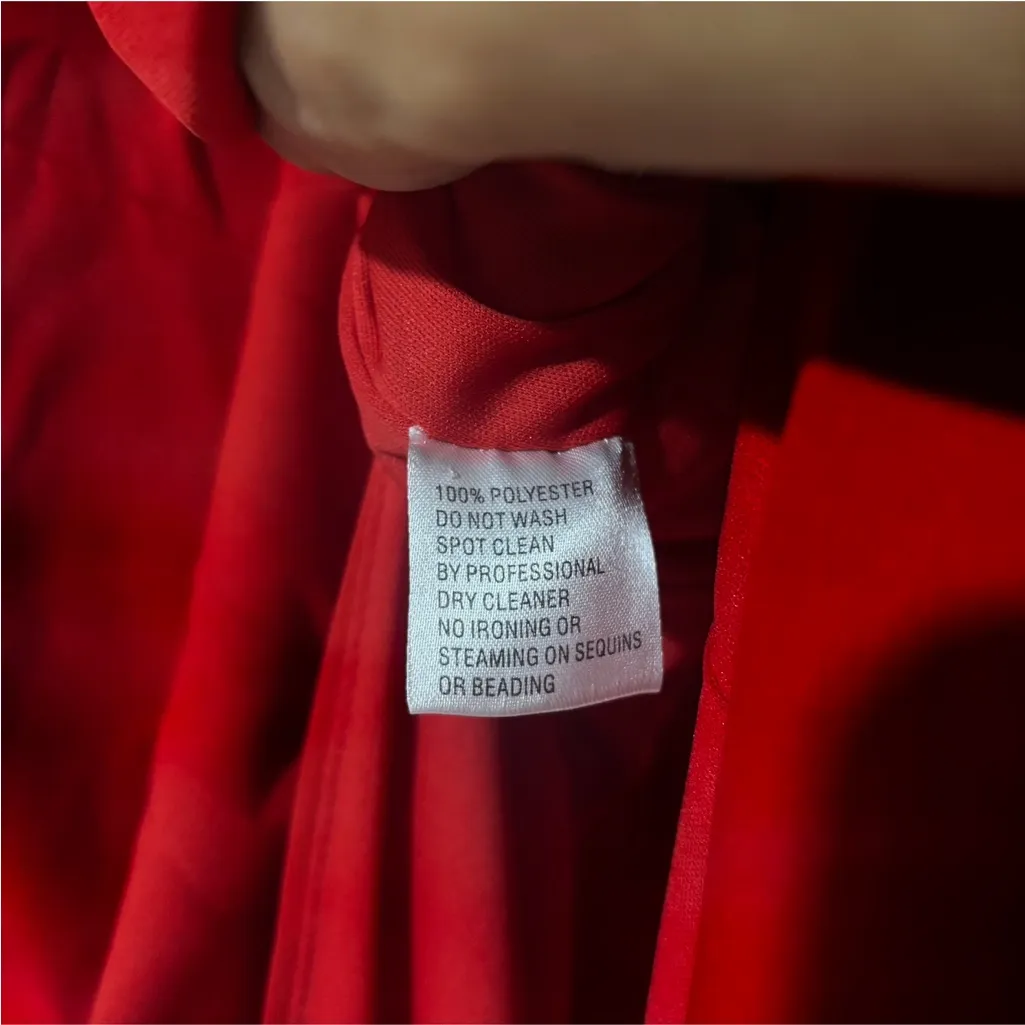 100% POLYESTER
DO NOT WASH
SPOT CLEAN
BY PROFESSIONAL
DRY CLEANER
NO IRONING OR
STEAMING ON SEQUINS
OR BEADING